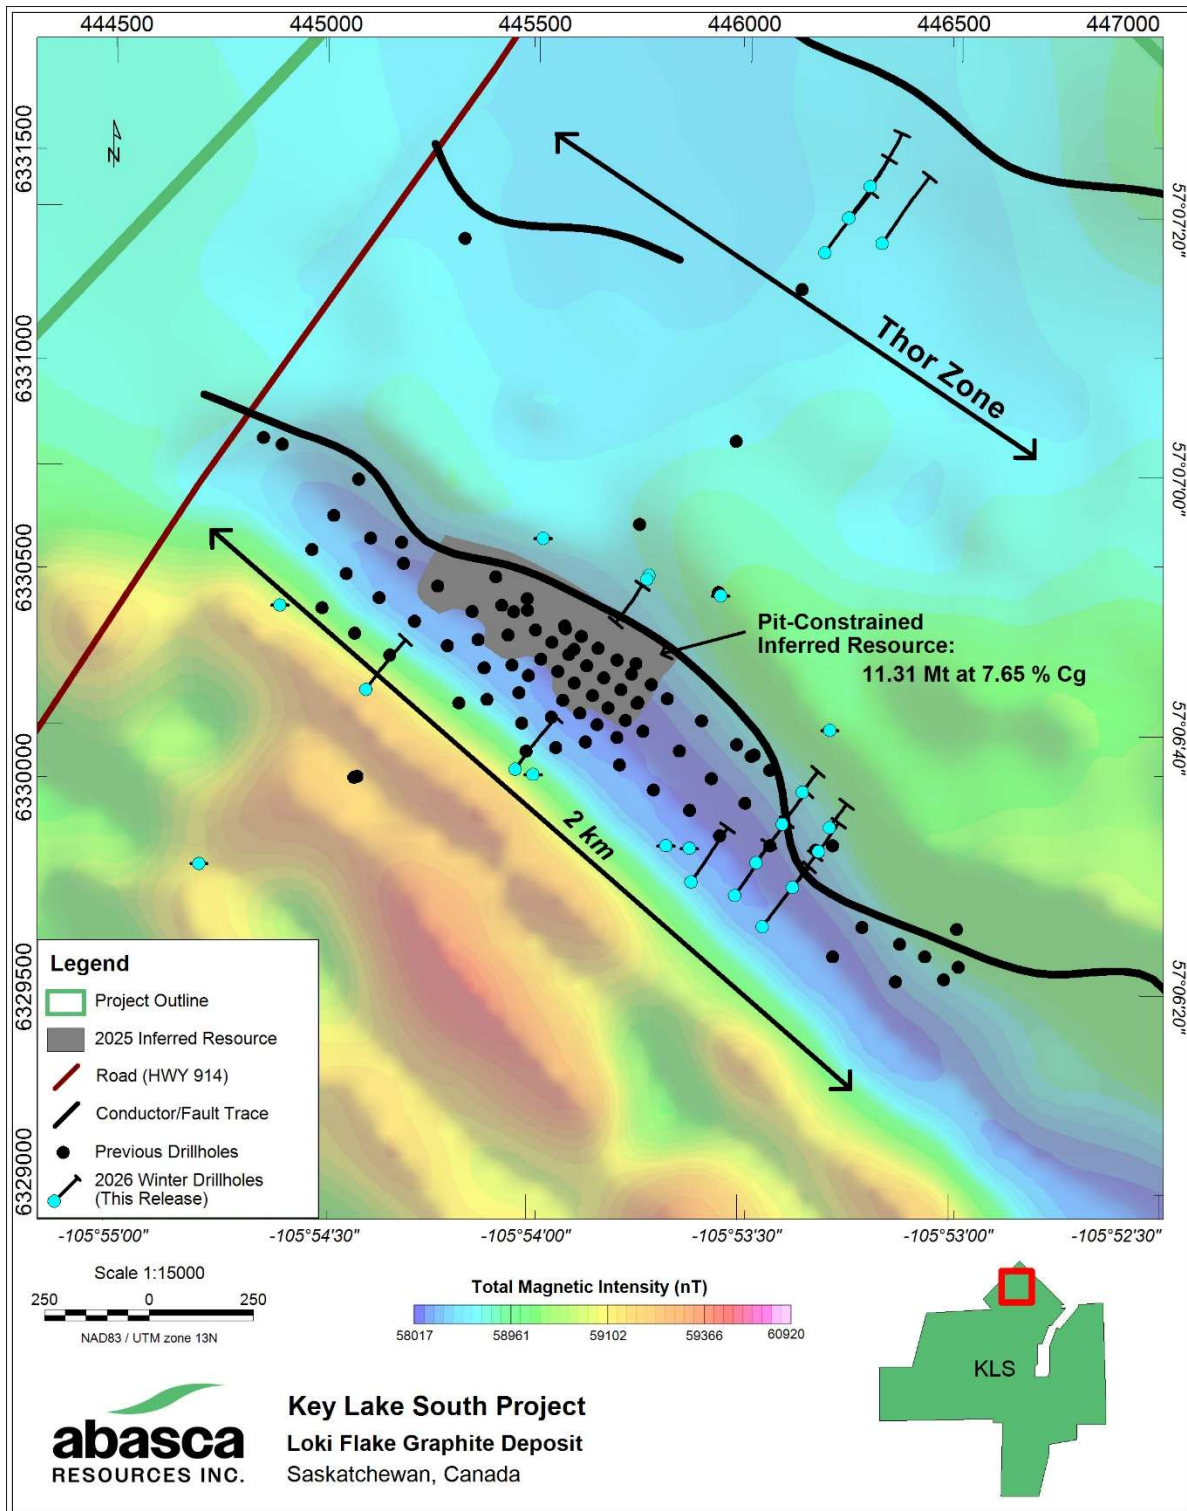 444500 445000 445500 446000 446500 447000
6331500
6331000
6330500
6330000
6329500
6329000
57°07'20"
57°07'00"
57°06'40"
57°06'20"
N
Thor Zone
Pit-Constrained
Inferred Resource:
11.31 Mt at 7.65 % Cg
2 km
Legend
Project Outline
2025 Inferred Resource
Road (HWY 914)
Conductor/Fault Trace
Previous Drillholes
2026 Winter Drillholes
(This Release)
-105°55'00" -105°54'30" -105°54'00" -105°53'30" -105°53'00" -105°52'30"
Scale 1:15000
250 0 250
NAD83 / UTM zone 13N
Total Magnetic Intensity (nT)
58017 58961 59102 59366 60920
KLS
abasca
RESOURCES INC.
Key Lake South Project
Loki Flake Graphite Deposit
Saskatchewan, Canada